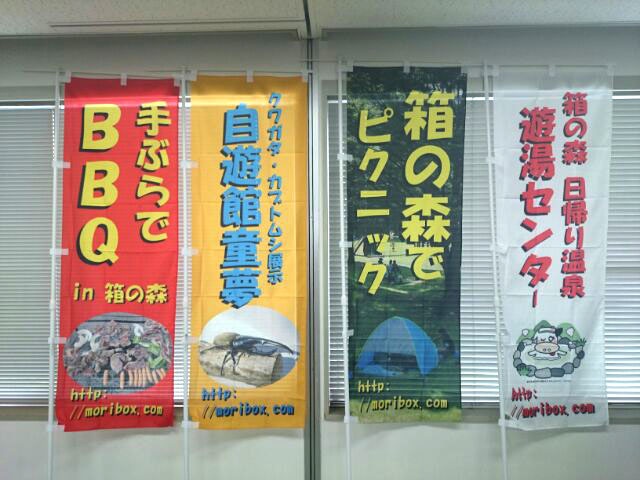 手ぶらで
BBQ
in 箱の森
http:
//moribox.com
クワガタ・カブトムシ展示
自遊館童夢
http:
//moribox.com
箱の森で
ピクニック
http:
//moribox.com
箱の森 日帰り温泉
遊湯センター
http:
//moribox.com